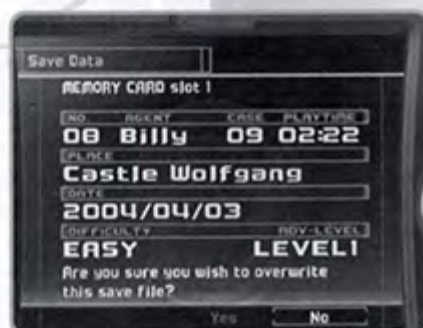 Save Data
MEMORY CARD slot 1
NO. AGENT CASE PLAYTIME
08 Billy 09 02:22
PLACE
Castle Wolfgang
DATE
2004/04/03
DIFFICULTY ADV-LEVEL
EASY LEVEL1
Are you sure you wish to overwrite
this save file?
Yes No